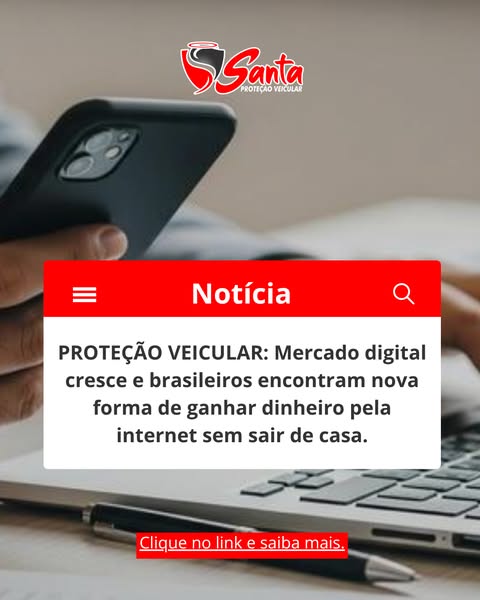 Santa
PROTEÇÃO VEICULAR
Notícia
PROTEÇÃO VEICULAR: Mercado digital
cresce e brasileiros encontram nova
forma de ganhar dinheiro pela
internet sem sair de casa.
Clique no link e saiba mais.